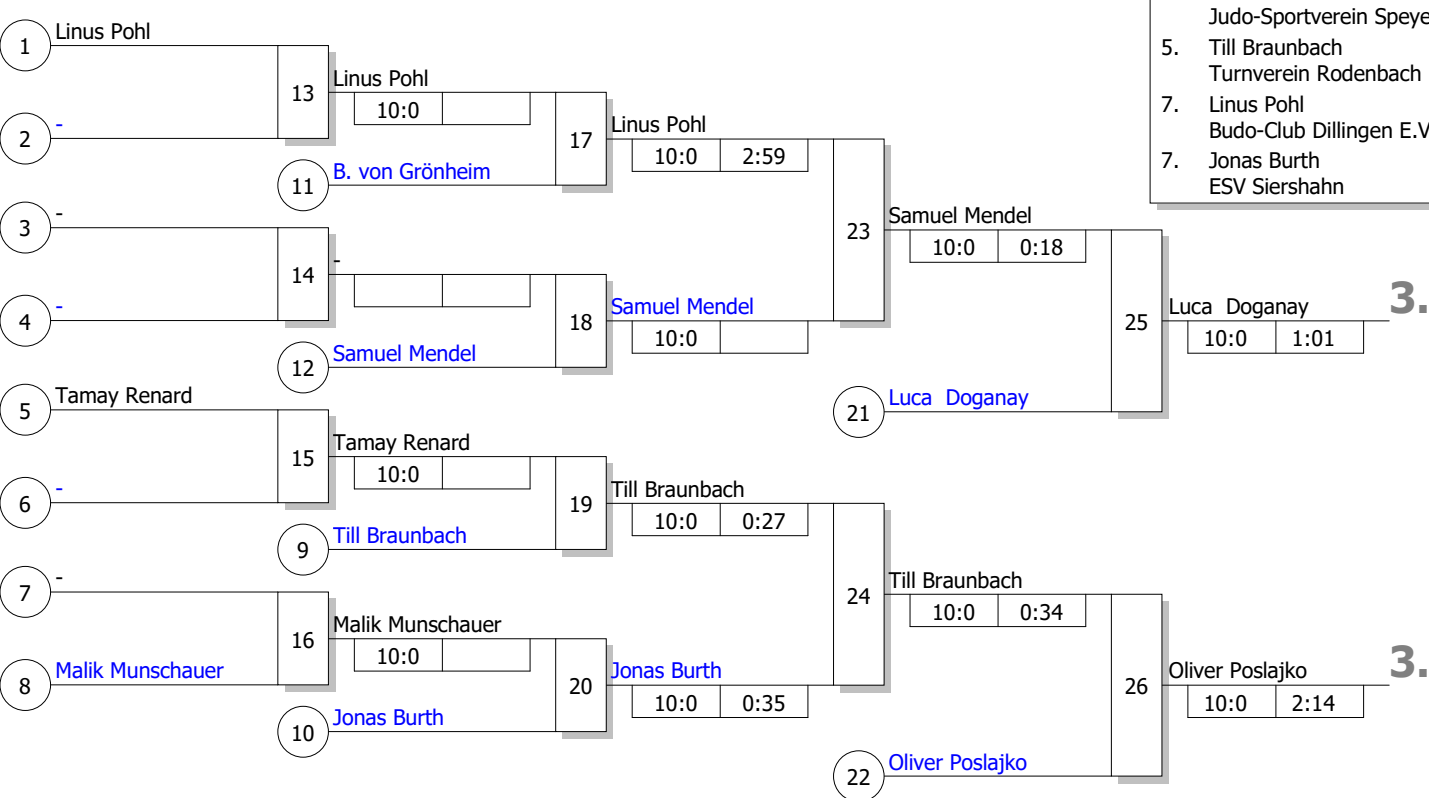 Judo-Sportverein Speye
5. Till Braunbach
Turnverein Rodenbach
7. Linus Pohl
Budo-Club Dillingen E.V
7. Jonas Burth
ESV Siershahn
1 Linus Pohl
13 Linus Pohl
10:0
2 -
17 Linus Pohl
10:0 2:59
11 B. von Grönheim
3 -
23 Samuel Mendel
10:0 0:18
14 -
4 -
18 Samuel Mendel
10:0
12 Samuel Mendel
25 Luca Doganay 3.
10:0 1:01
5 Tamay Renard
21 Luca Doganay
15 Tamay Renard
10:0
6 -
19 Till Braunbach
10:0 0:27
9 Till Braunbach
7 -
24 Till Braunbach
10:0 0:34
16 Malik Munschauer
10:0
8 Malik Munschauer
20 Jonas Burth
10:0 0:35
10 Jonas Burth
26 Oliver Poslajko 3.
10:0 2:14
22 Oliver Poslajko